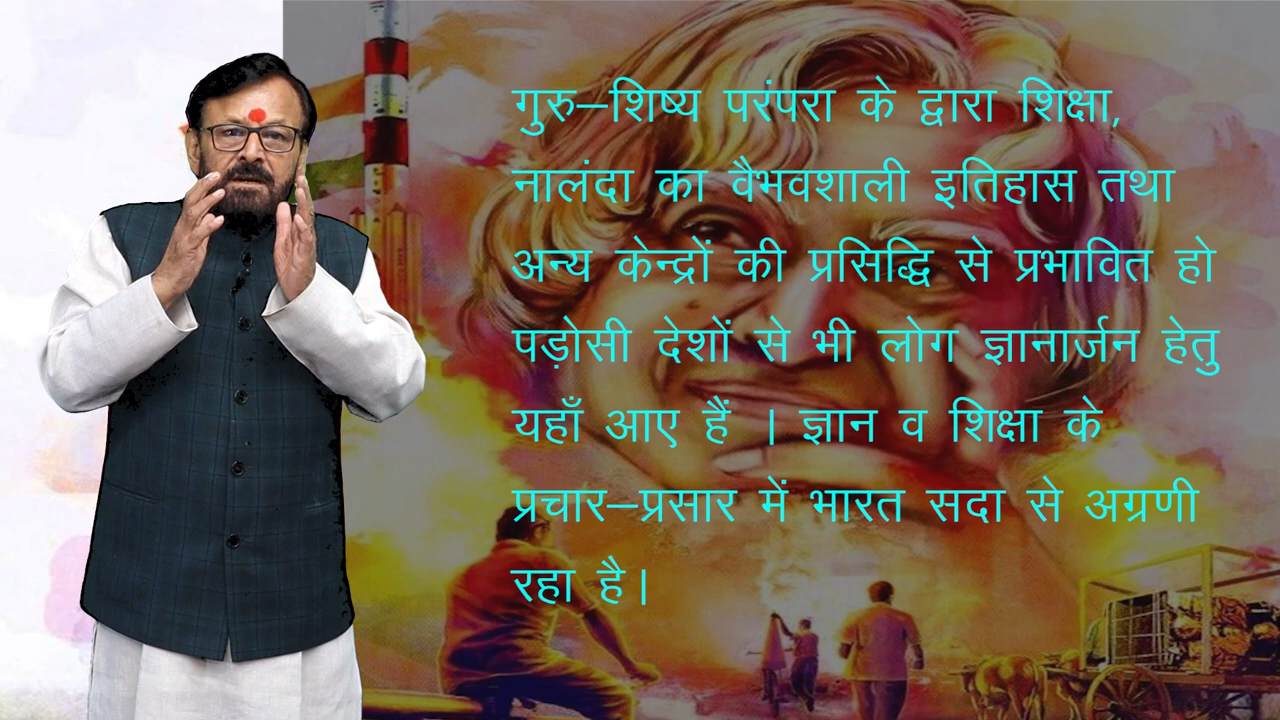 गुरु–शिष्य परंपरा के द्वारा शिक्षा,
नालंदा का वैभवशाली इतिहास तथा
अन्य केन्द्रों की प्रसिद्धि से प्रभावित हो
पड़ोसी देशों से भी लोग ज्ञानार्जन हेतु
यहाँ आए हैं । ज्ञान व शिक्षा के
प्रचार–प्रसार में भारत सदा से अग्रणी
रहा है।